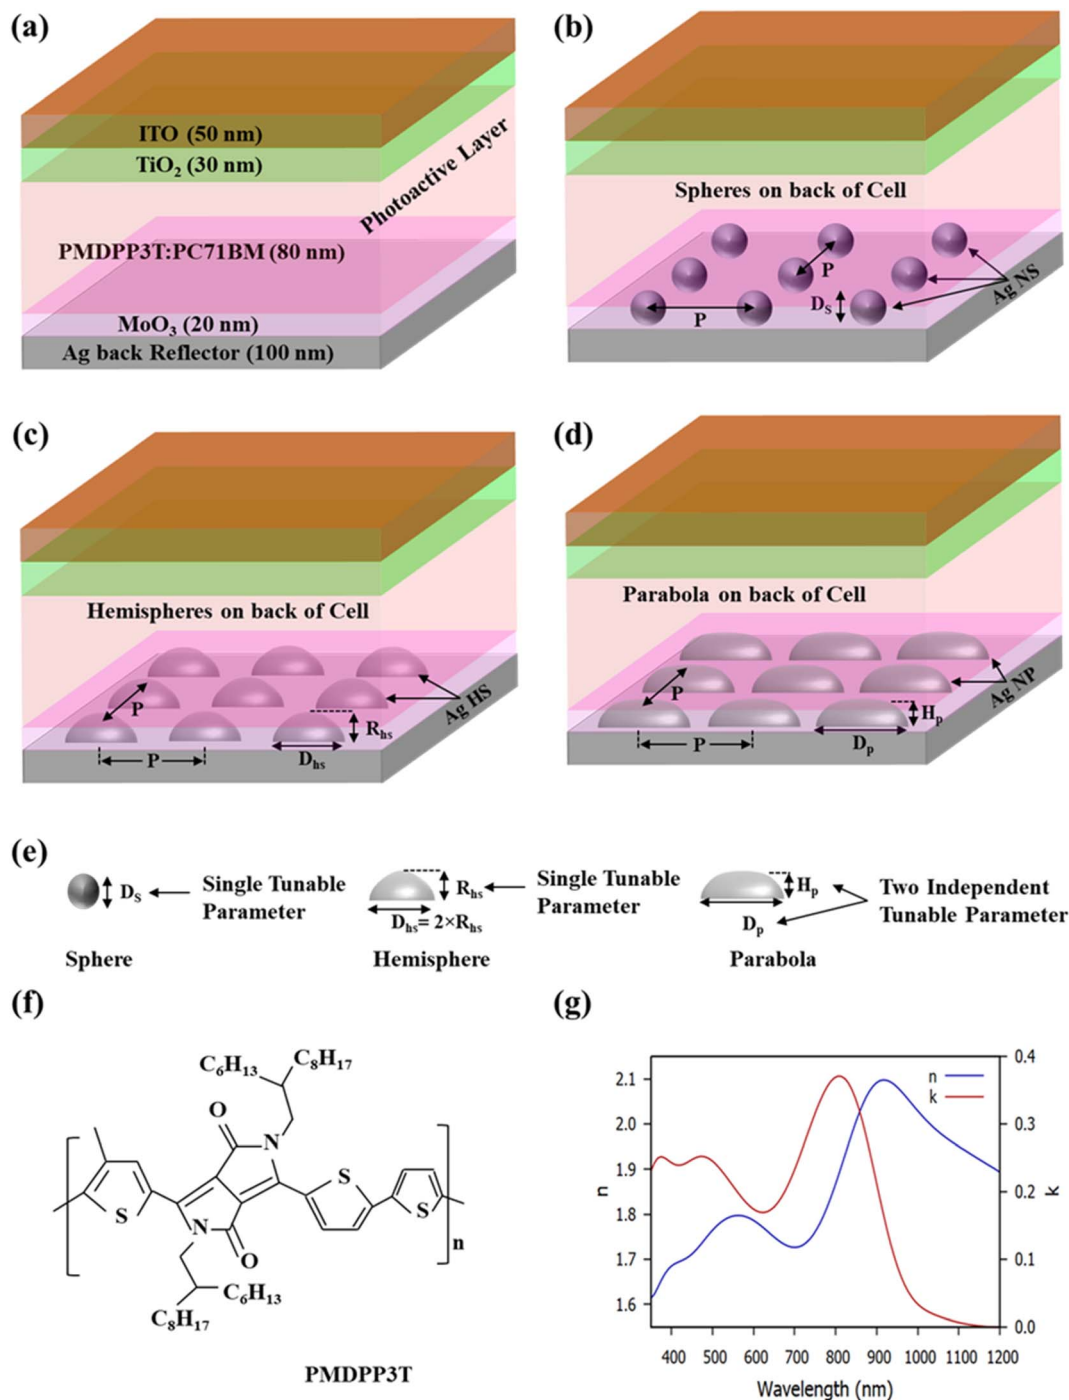 (a)
ITO (50 nm)
TiO₂ (30 nm)
Photoactive Layer
PMDPP3T:PC71BM (80 nm)
MoO₃ (20 nm)
Ag back Reflector (100 nm)
(b)
Spheres on back of Cell
P
P
Dₛ
Ag NS
(c)
Hemispheres on back of Cell
P
P
Rₕₛ
Dₕₛ
Ag HS
(d)
Parabola on back of Cell
P
P
Hₚ
Dₚ
Ag NP
(e)
Dₛ
Single Tunable
Parameter
Sphere
Rₕₛ
Dₕₛ= 2×Rₕₛ
Single Tunable
Parameter
Hemisphere
Hₚ
Dₚ
Two Independent
Tunable Parameter
Parabola
(f)
C₆H₁₃
C₈H₁₇
O
N
S
S
S
N
O
n
C₆H₁₃
C₈H₁₇
PMDPP3T
(g)
n
k
2.1
2.0
1.9
1.8
1.7
1.6
n
0.4
0.3
0.2
0.1
0.0
k
400 500 600 700 800 900 1000 1100 1200
Wavelength (nm)